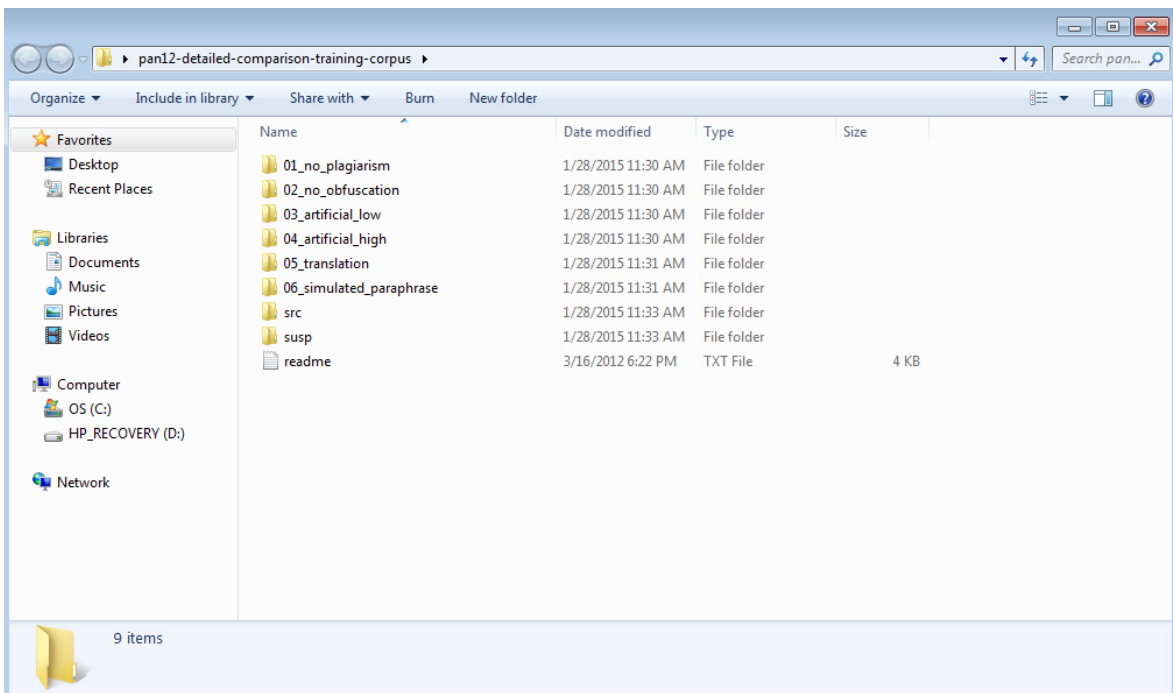 pan12-detailed-comparison-training-corpus
Search pan...
Organize Include in library Share with Burn New folder
Favorites
Desktop
Recent Places
Libraries
Documents
Music
Pictures
Videos
Computer
OS (C:)
HP_RECOVERY (D:)
Network
Name Date modified Type Size
01_no_plagiarism 1/28/2015 11:30 AM File folder
02_no_obfuscation 1/28/2015 11:30 AM File folder
03_artificial_low 1/28/2015 11:30 AM File folder
04_artificial_high 1/28/2015 11:30 AM File folder
05_translation 1/28/2015 11:31 AM File folder
06_simulated_paraphrase 1/28/2015 11:31 AM File folder
src 1/28/2015 11:33 AM File folder
susp 1/28/2015 11:33 AM File folder
readme 3/16/2012 6:22 PM TXT File 4 KB
9 items